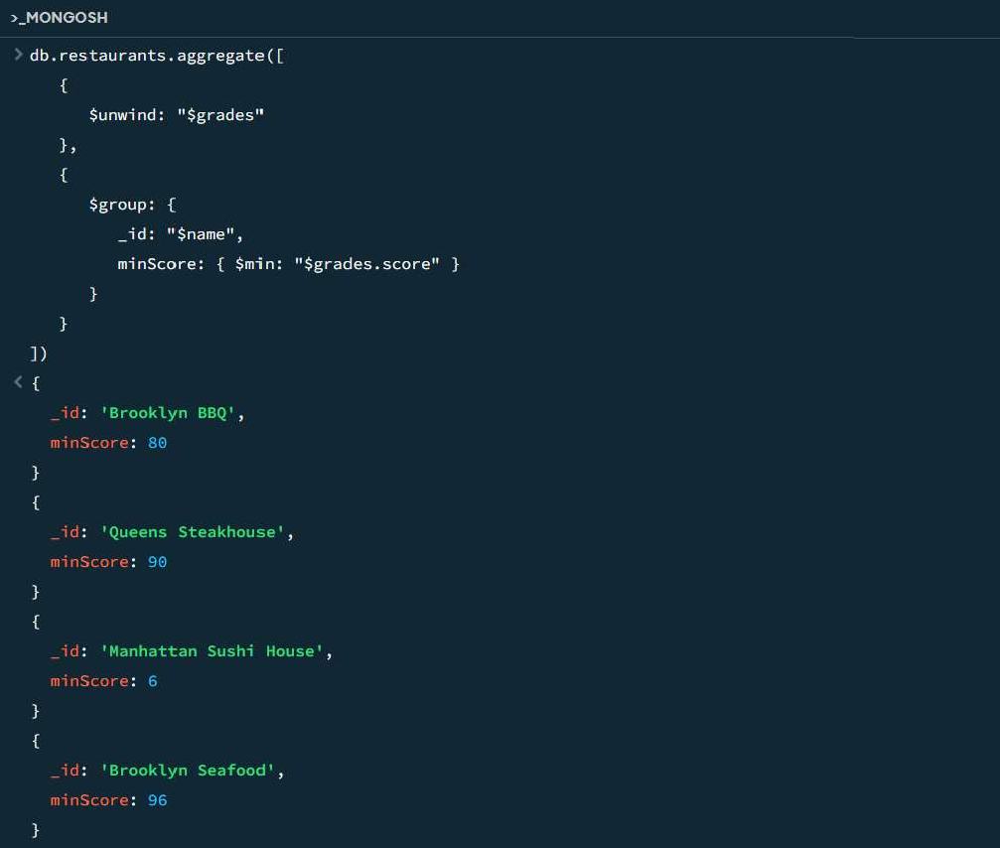 >_MONGOSH
> db.restaurants.aggregate([
{
$unwind: "$grades"
},
{
$group: {
_id: "$name",
minScore: { $min: "$grades.score" }
}
}
])
< {
_id: 'Brooklyn BBQ',
minScore: 80
}
{
_id: 'Queens Steakhouse',
minScore: 90
}
{
_id: 'Manhattan Sushi House',
minScore: 6
}
{
_id: 'Brooklyn Seafood',
minScore: 96
}